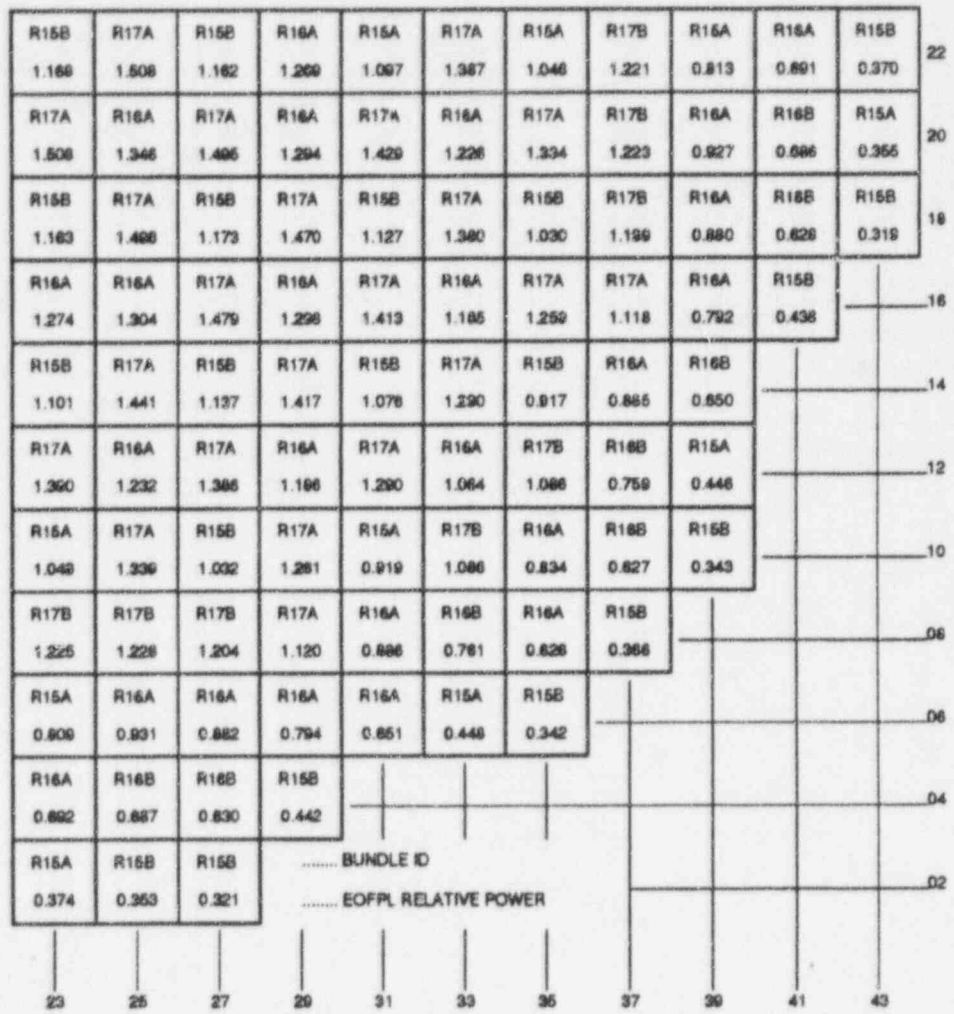 R15B R17A R15B R16A R15A R17A R15A R17B R15A R16A R15B
1.169 1.508 1.162 1.269 1.097 1.387 1.046 1.221 0.813 0.691 0.370
22
R17A R16A R17A R16A R17A R16A R17A R17B R16A R16B R15A
1.508 1.346 1.495 1.294 1.429 1.226 1.334 1.223 0.927 0.686 0.355
20
R15B R17A R15B R17A R15B R17A R15B R17B R16A R16B R15B
1.163 1.496 1.173 1.470 1.127 1.380 1.030 1.199 0.880 0.628 0.319
18
R16A R16A R17A R16A R17A R16A R17A R17A R16A R15B
1.274 1.304 1.479 1.298 1.413 1.185 1.259 1.118 0.792 0.436
16
R15B R17A R15B R17A R15B R17A R15B R16A R16B
1.101 1.441 1.137 1.417 1.076 1.290 0.917 0.885 0.650
14
R17A R16A R17A R16A R17A R16A R17B R16B R15A
1.390 1.232 1.386 1.186 1.290 1.064 1.086 0.759 0.446
12
R15A R17A R15B R17A R15A R17B R16A R16B R15B
1.049 1.339 1.032 1.261 0.919 1.086 0.834 0.627 0.343
10
R17B R17B R17B R17A R16A R16B R16A R15B
1.225 1.228 1.204 1.120 0.886 0.761 0.626 0.366
08
R15A R16A R16A R16A R16A R15A R15B
0.809 0.931 0.882 0.794 0.651 0.448 0.342
06
R16A R16B R16B R15B
0.692 0.687 0.630 0.442
04
R15A R15B R15B
0.374 0.353 0.321
...... BUNDLE ID
...... EOFPL RELATIVE POWER
02
23 25 27 29 31 33 35 37 39 41 43